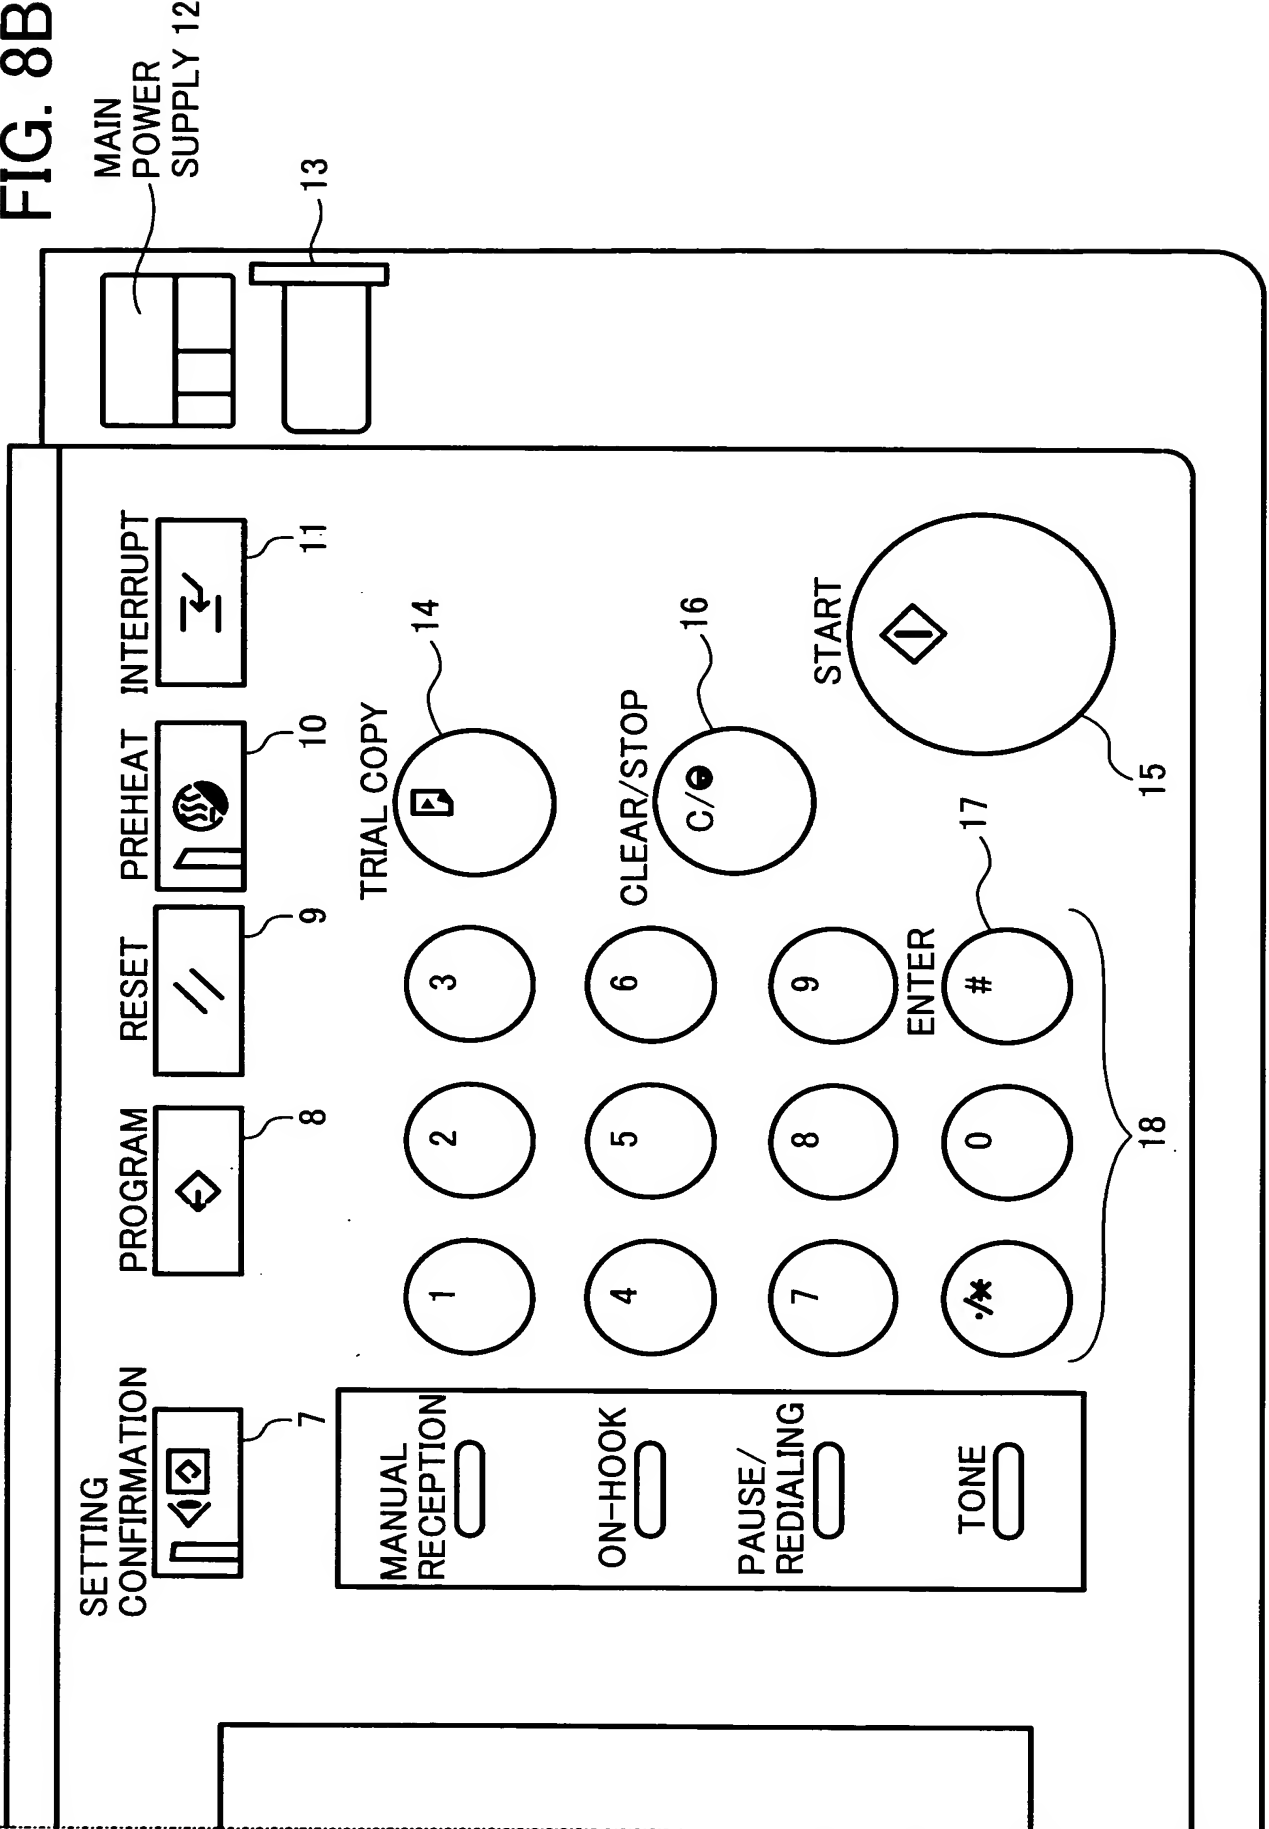 FIG. 8B
MAIN
POWER
SUPPLY 12
13
SETTING
CONFIRMATION
7
PROGRAM
8
RESET
9
PREHEAT
10
INTERRUPT
11
MANUAL
RECEPTION
ON-HOOK
PAUSE/
REDIALING
TONE
1
2
3
TRIAL COPY
14
4
5
6
CLEAR/STOP
C/
16
7
8
9
START
15
ENTER
./*
0
#
17
18